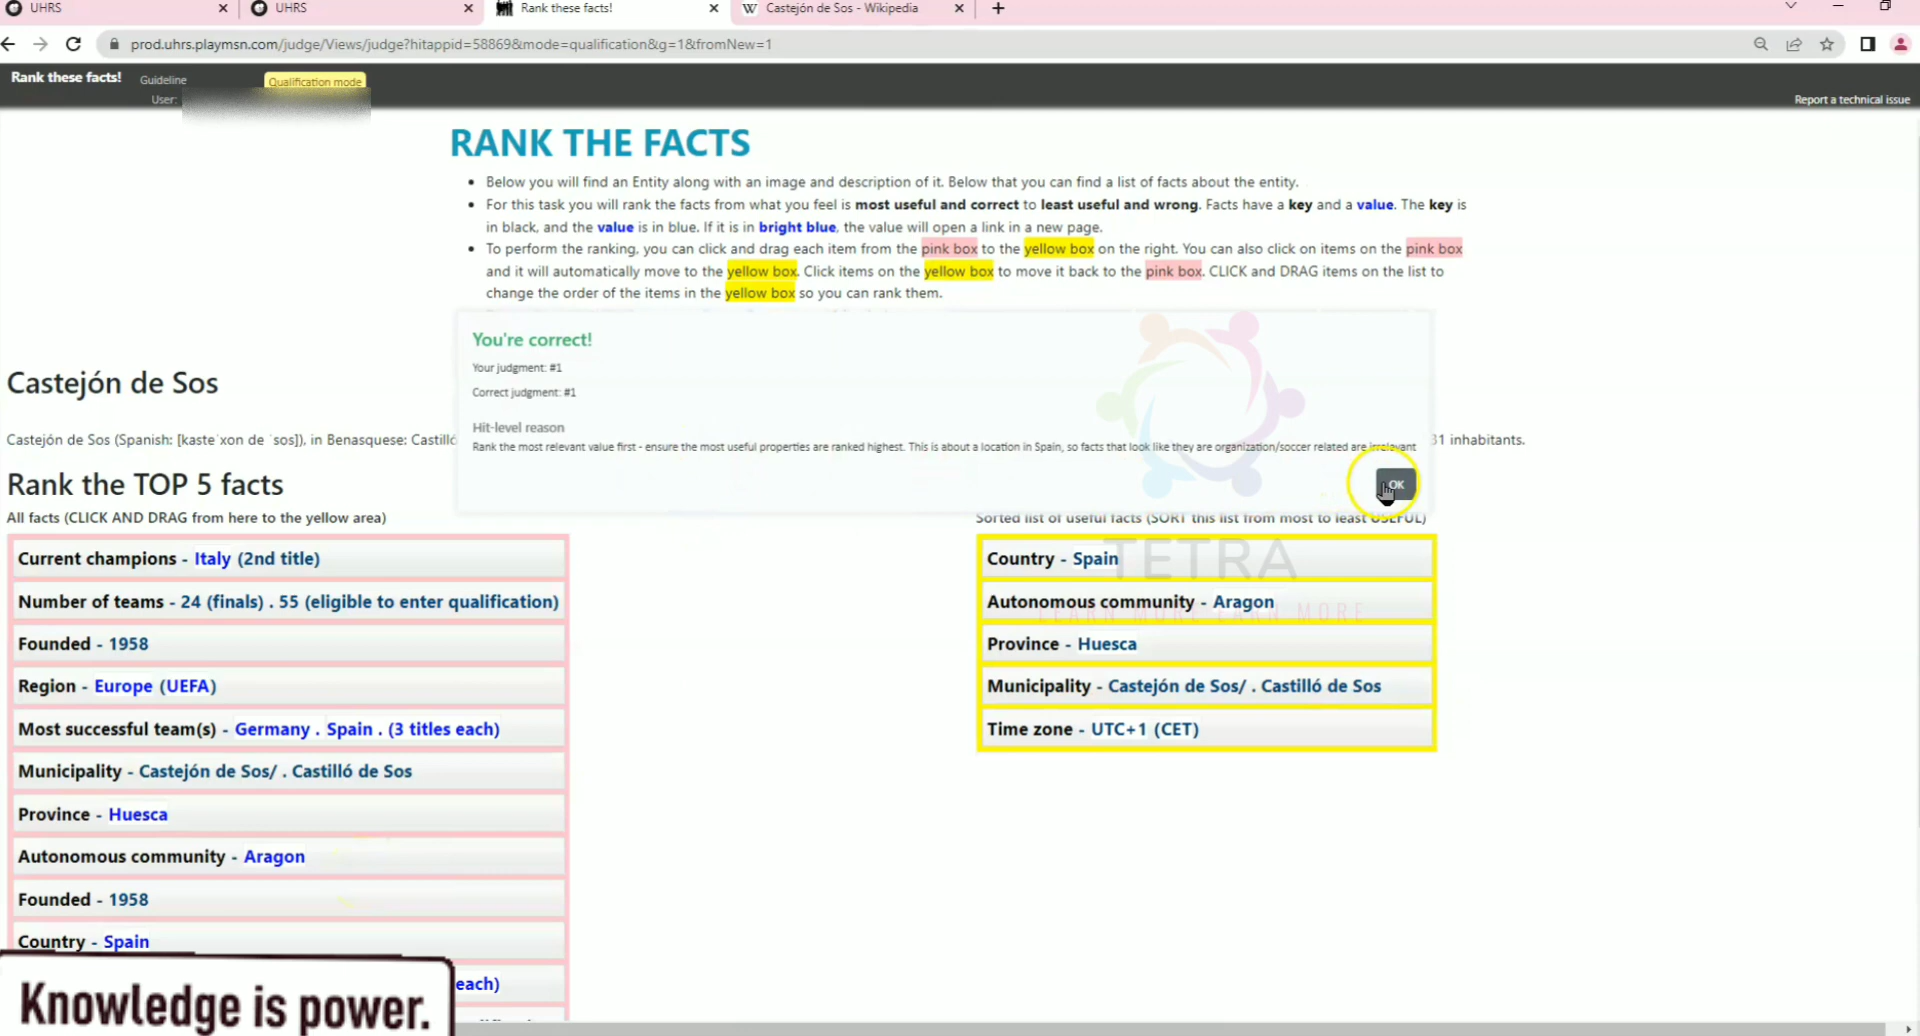 UHRS
UHRS
Rank these facts!
Castejón de Sos - Wikipedia
prod.uhrs.playmsn.com/judge/Views/judge?hitappid=58869&mode=qualification&g=1&fromNew=1
Rank these facts!
Guideline
Qualification mode
User:
Report a technical issue
RANK THE FACTS
Below you will find an Entity along with an image and description of it. Below that you can find a list of facts about the entity.
For this task you will rank the facts from what you feel is most useful and correct to least useful and wrong. Facts have a key and a value. The key is
in black, and the value is in blue. If it is in bright blue, the value will open a link in a new page.
To perform the ranking, you can click and drag each item from the pink box to the yellow box on the right. You can also click on items on the pink box
and it will automatically move to the yellow box. Click items on the yellow box to move it back to the pink box. CLICK and DRAG items on the list to
change the order of the items in the yellow box so you can rank them.
You're correct!
Your judgment: #1
Correct judgment: #1
Hit-level reason
Rank the most relevant value first - ensure the most useful properties are ranked highest. This is about a location in Spain, so facts that look like they are organization/soccer related are irrelevant
OK
Castejón de Sos
Castejón de Sos (Spanish: [kasteˈxon de ˈsos]), in Benasquese: Castilló
31 inhabitants.
Rank the TOP 5 facts
All facts (CLICK AND DRAG from here to the yellow area)
Current champions - Italy (2nd title)
Number of teams - 24 (finals) . 55 (eligible to enter qualification)
Founded - 1958
Region - Europe (UEFA)
Most successful team(s) - Germany . Spain . (3 titles each)
Municipality - Castejón de Sos/ . Castilló de Sos
Province - Huesca
Autonomous community - Aragon
Founded - 1958
Country - Spain
each)
Sorted list of useful facts (SORT this list from most to least USEFUL)
Country - Spain
Autonomous community - Aragon
Province - Huesca
Municipality - Castejón de Sos/ . Castilló de Sos
Time zone - UTC+1 (CET)
TETRA
LEARN MORE EARN MORE
Knowledge is power.